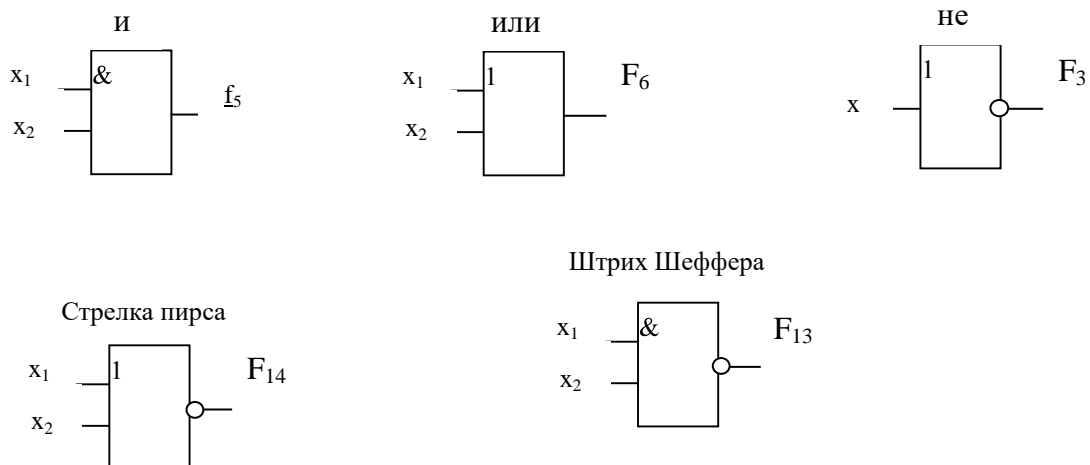 и
или
не
x₁
&
x₂
f₅
x₁
1
x₂
F₆
x
1
F₃
Штрих Шеффера
x₁
&
x₂
F₁₃
Стрелка пирса
x₁
1
x₂
F₁₄